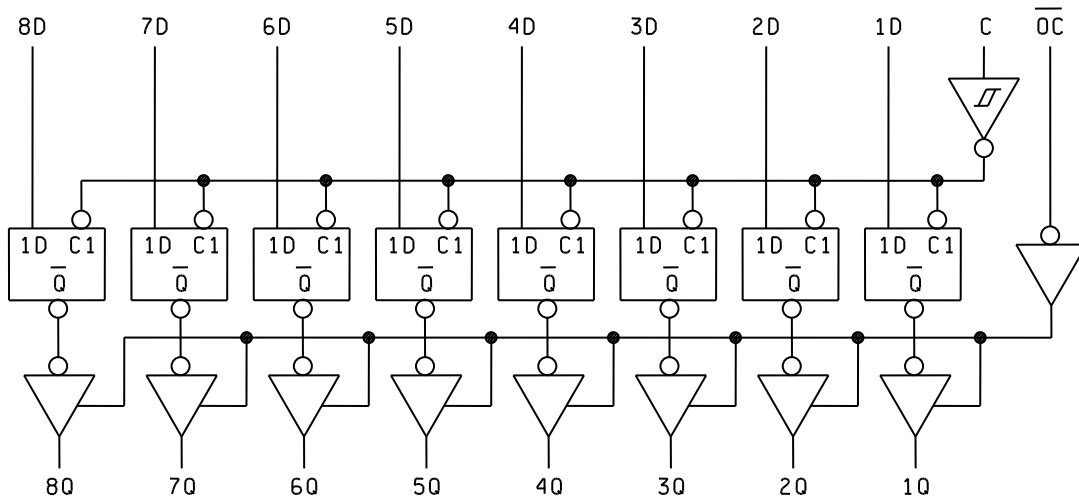 8D 7D 6D 5D 4D 3D 2D 1D C O̅C̅
1D C1 1D C1 1D C1 1D C1 1D C1 1D C1 1D C1 1D C1
Q̅ Q̅ Q̅ Q̅ Q̅ Q̅ Q̅ Q̅
8Q 7Q 6Q 5Q 4Q 3Q 2Q 1Q